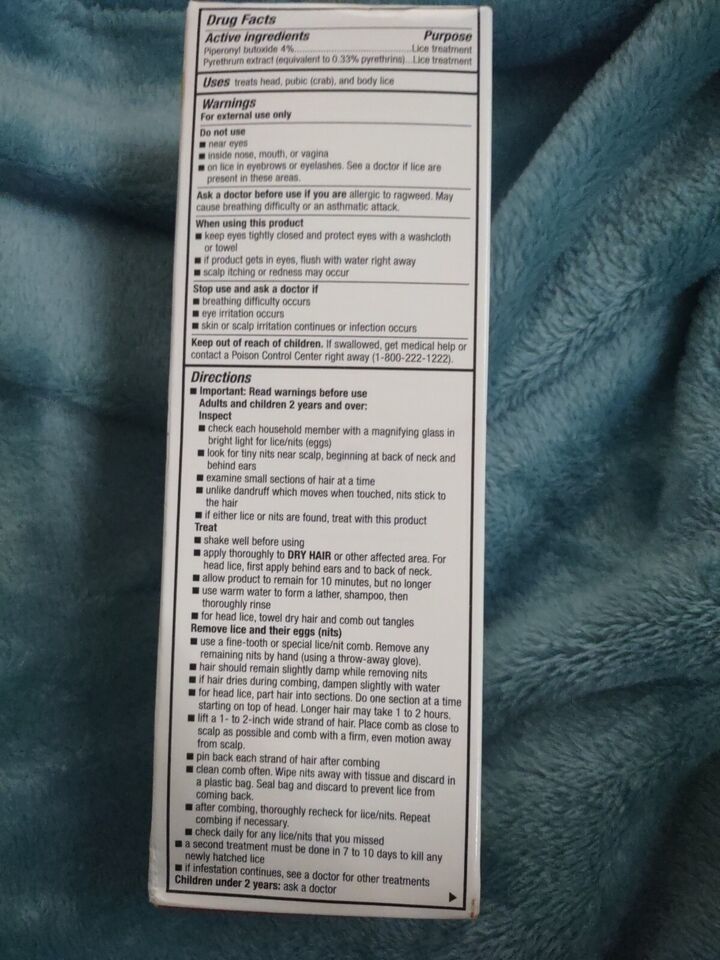 Drug Facts
Active ingredients Purpose
Piperonyl butoxide 4%..........................Lice treatment
Pyrethrum extract (equivalent to 0.33% pyrethrins)...Lice treatment
Uses treats head, pubic (crab), and body lice
Warnings
For external use only
Do not use
■ near eyes
■ inside nose, mouth, or vagina
■ on lice in eyebrows or eyelashes. See a doctor if lice are
present in these areas.
Ask a doctor before use if you are allergic to ragweed. May
cause breathing difficulty or an asthmatic attack.
When using this product
■ keep eyes tightly closed and protect eyes with a washcloth
or towel
■ if product gets in eyes, flush with water right away
■ scalp itching or redness may occur
Stop use and ask a doctor if
■ breathing difficulty occurs
■ eye irritation occurs
■ skin or scalp irritation continues or infection occurs
Keep out of reach of children. If swallowed, get medical help or
contact a Poison Control Center right away (1-800-222-1222).
Directions
■ Important: Read warnings before use
Adults and children 2 years and over:
Inspect
■ check each household member with a magnifying glass in
bright light for lice/nits (eggs)
■ look for tiny nits near scalp, beginning at back of neck and
behind ears
■ examine small sections of hair at a time
■ unlike dandruff which moves when touched, nits stick to
the hair
■ if either lice or nits are found, treat with this product
Treat
■ shake well before using
■ apply thoroughly to DRY HAIR or other affected area. For
head lice, first apply behind ears and to back of neck.
■ allow product to remain for 10 minutes, but no longer
■ use warm water to form a lather, shampoo, then
thoroughly rinse
■ for head lice, towel dry hair and comb out tangles
Remove lice and their eggs (nits)
■ use a fine-tooth or special lice/nit comb. Remove any
remaining nits by hand (using a throw-away glove).
■ hair should remain slightly damp while removing nits
■ if hair dries during combing, dampen slightly with water
■ for head lice, part hair into sections. Do one section at a time
starting on top of head. Longer hair may take 1 to 2 hours.
■ lift a 1- to 2-inch wide strand of hair. Place comb as close to
scalp as possible and comb with a firm, even motion away
from scalp.
■ pin back each strand of hair after combing
■ clean comb often. Wipe nits away with tissue and discard in
a plastic bag. Seal bag and discard to prevent lice from
coming back.
■ after combing, thoroughly recheck for lice/nits. Repeat
combing if necessary.
■ check daily for any lice/nits that you missed
■ a second treatment must be done in 7 to 10 days to kill any
newly hatched lice
■ if infestation continues, see a doctor for other treatments
Children under 2 years: ask a doctor